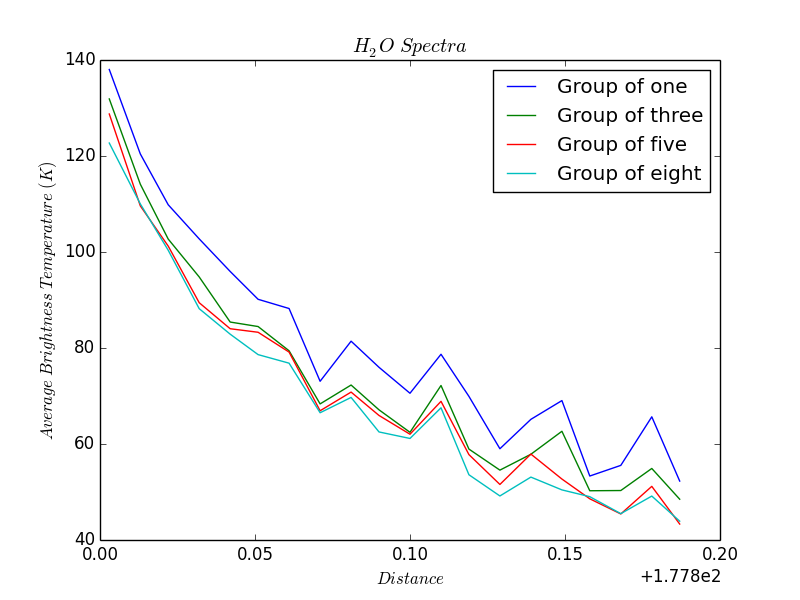 H₂O Spectra
140
120
100
80
60
40
Average Brightness Temperature (K)
Group of one
Group of three
Group of five
Group of eight
0.00 0.05 0.10 0.15 0.20
Distance
+1.778e2